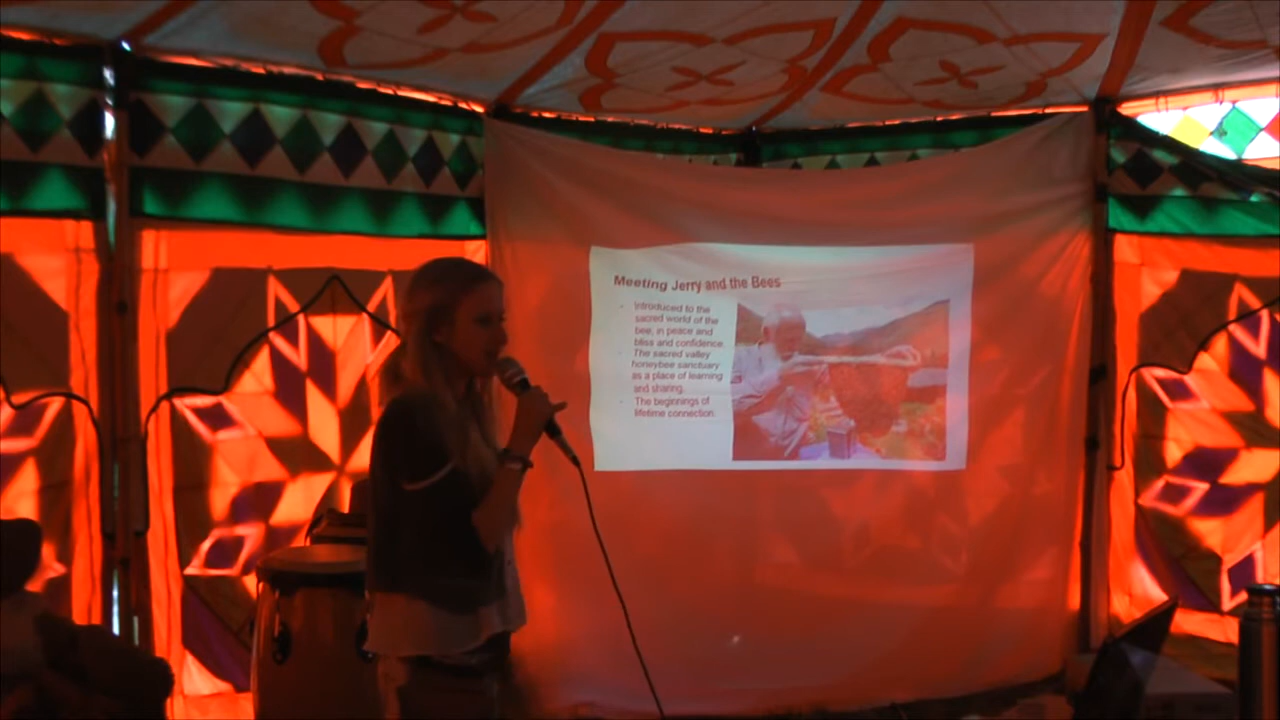 Meeting Jerry and the Bees
- Introduced to the
sacred world of the
bee, in peace and
bliss and confidence.
- The sacred valley
honeybee sanctuary
as a place of learning
and sharing.
- The beginnings of
lifetime connection.